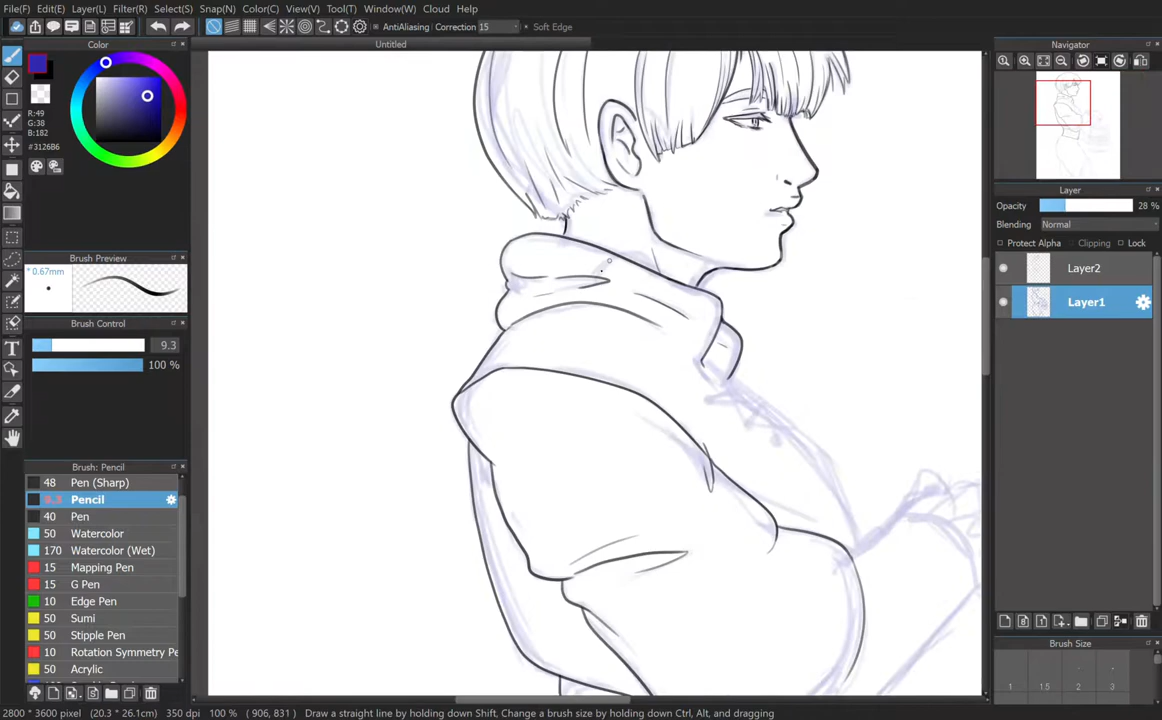 File(F) Edit(E) Layer(L) Filter(R) Select(S) Snap(N) Color(C) View(V) Tool(T) Window(W) Cloud Help
AntiAliasing Correction 15 Soft Edge
Color
Untitled
Navigator
R:49
G:38
B:182
#3126B6
Layer
Opacity 28 %
Blending Normal
Protect Alpha Clipping Lock
Brush Preview
* 0.67mm
Layer2
Layer1
Brush Control
9.3
100 %
Brush: Pencil
48 Pen (Sharp)
9.3 Pencil
40 Pen
50 Watercolor
170 Watercolor (Wet)
15 Mapping Pen
15 G Pen
10 Edge Pen
50 Sumi
50 Stipple Pen
10 Rotation Symmetry Pe
50 Acrylic
Brush Size
1 1.5 2 3
2800 * 3600 pixel (20.3 * 26.1cm) 350 dpi 100 % ( 906, 831 ) Draw a straight line by holding down Shift, Change a brush size by holding down Ctrl, Alt, and dragging